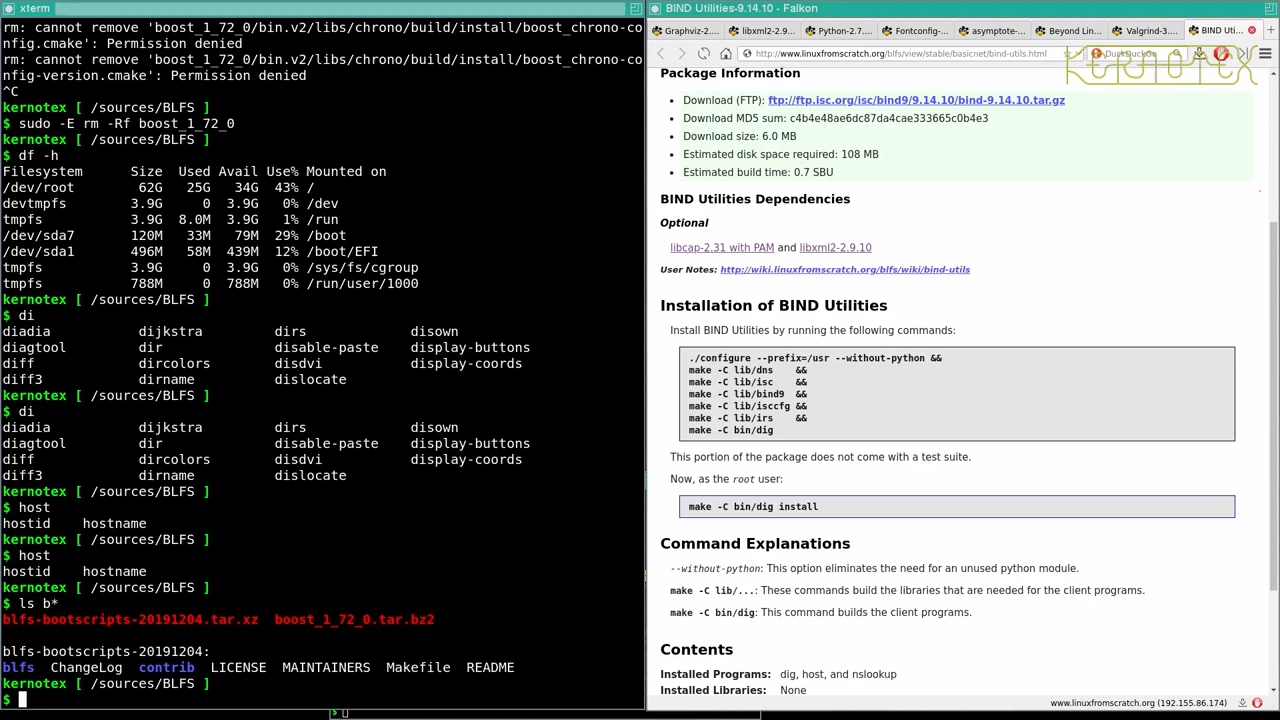 xterm
rm: cannot remove 'boost_1_72_0/bin.v2/libs/chrono/build/install/boost_chrono-co
nfig.cmake': Permission denied
rm: cannot remove 'boost_1_72_0/bin.v2/libs/chrono/build/install/boost_chrono-co
nfig-version.cmake': Permission denied
^C
kernotex [ /sources/BLFS ]
$ sudo -E rm -Rf boost_1_72_0
kernotex [ /sources/BLFS ]
$ df -h
Filesystem      Size  Used Avail Use% Mounted on
/dev/root        62G   25G   34G  43% /
devtmpfs        3.9G     0  3.9G   0% /dev
tmpfs           3.9G  8.0M  3.9G   1% /run
/dev/sda7       120M   33M   79M  29% /boot
/dev/sda1       496M   58M  439M  12% /boot/EFI
tmpfs           3.9G     0  3.9G   0% /sys/fs/cgroup
tmpfs           788M     0  788M   0% /run/user/1000
kernotex [ /sources/BLFS ]
$ di
diadia           dijkstra         dirs             disown
diagtool         dir              disable-paste    display-buttons
diff             dircolors        disdvi           display-coords
diff3            dirname          dislocate
kernotex [ /sources/BLFS ]
$ di
diadia           dijkstra         dirs             disown
diagtool         dir              disable-paste    display-buttons
diff             dircolors        disdvi           display-coords
diff3            dirname          dislocate
kernotex [ /sources/BLFS ]
$ host
hostid    hostname
kernotex [ /sources/BLFS ]
$ host
hostid    hostname
kernotex [ /sources/BLFS ]
$ ls b*
blfs-bootscripts-20191204.tar.xz  boost_1_72_0.tar.bz2
blfs-bootscripts-20191204:
blfs  ChangeLog  contrib  LICENSE  MAINTAINERS  Makefile  README
kernotex [ /sources/BLFS ]
$
$
BIND Utilities-9.14.10 - Falkon
Graphviz-2.... libxml2-2.9... Python-2.7... Fontconfig-... asymptote-... Beyond Lin... Valgrind-3.... BIND Uti...
http://www.linuxfromscratch.org/blfs/view/stable/basicnet/bind-utils.html DuckDuckGo
KERNOTEX
Package Information
• Download (FTP): ftp://ftp.isc.org/isc/bind9/9.14.10/bind-9.14.10.tar.gz
• Download MD5 sum: c4b4e48ae6dc87da4cae333665c0b4e3
• Download size: 6.0 MB
• Estimated disk space required: 108 MB
• Estimated build time: 0.7 SBU
BIND Utilities Dependencies
Optional
libcap-2.31 with PAM and libxml2-2.9.10
User Notes: http://wiki.linuxfromscratch.org/blfs/wiki/bind-utils
Installation of BIND Utilities
Install BIND Utilities by running the following commands:
./configure --prefix=/usr --without-python &&
make -C lib/dns    &&
make -C lib/isc    &&
make -C lib/bind9  &&
make -C lib/isccfg &&
make -C lib/irs    &&
make -C bin/dig
This portion of the package does not come with a test suite.
Now, as the root user:
make -C bin/dig install
Command Explanations
--without-python: This option eliminates the need for an unused python module.
make -C lib/...: These commands build the libraries that are needed for the client programs.
make -C bin/dig: This command builds the client programs.
Contents
Installed Programs: dig, host, and nslookup
Installed Libraries: None
www.linuxfromscratch.org (192.155.86.174)